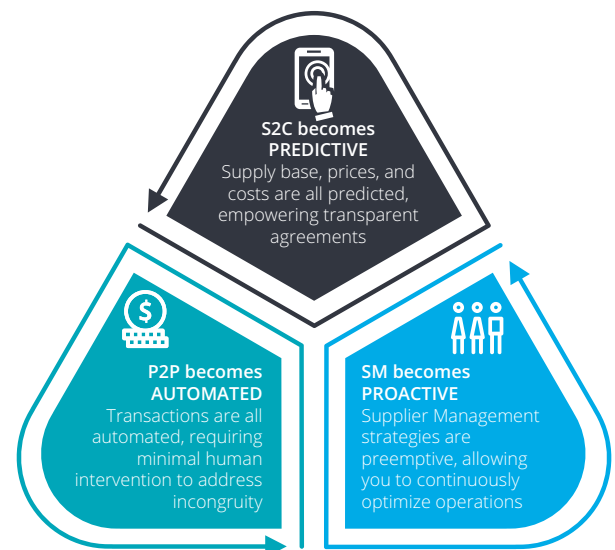 S2C becomes
PREDICTIVE
Supply base, prices, and
costs are all predicted,
empowering transparent
agreements
$
P2P becomes
AUTOMATED
Transactions are all
automated, requiring
minimal human
intervention to address
incongruity
SM becomes
PROACTIVE
Supplier Management
strategies are
preemptive, allowing
you to continuously
optimize operations